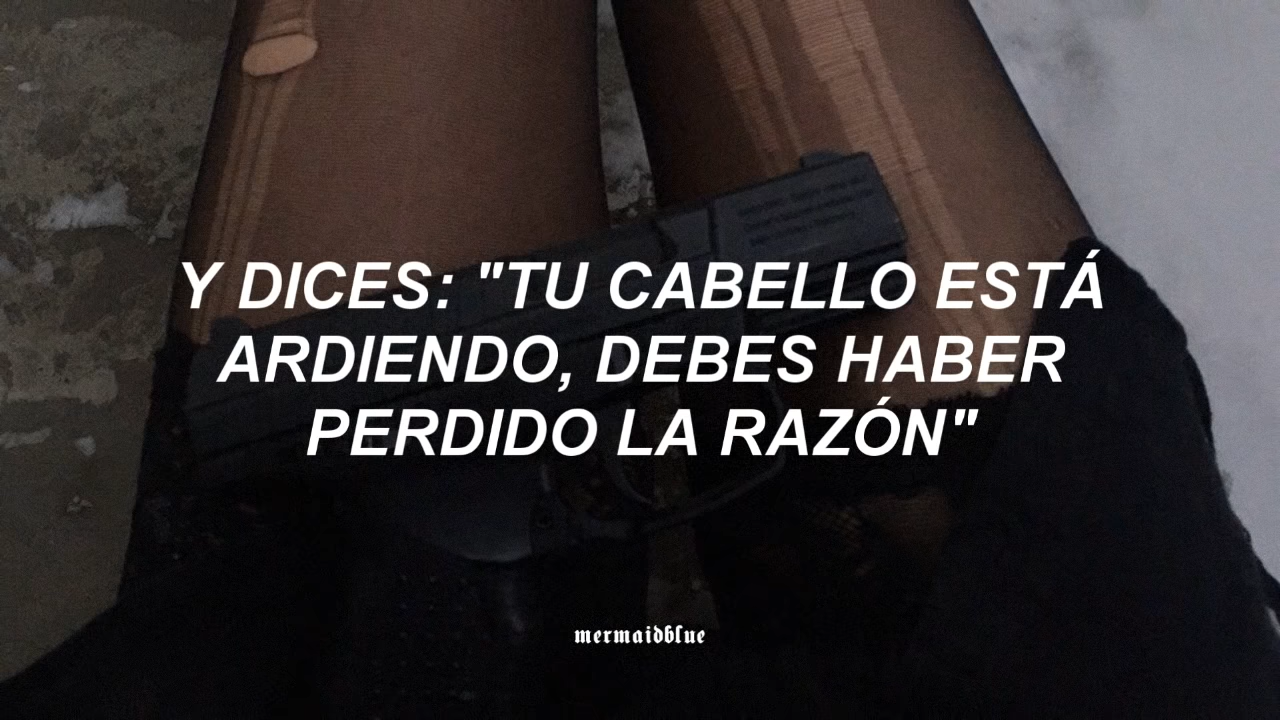 Y DICES: "TU CABELLO ESTÁ
ARDIENDO, DEBES HABER
PERDIDO LA RAZÓN"
mermaidblue